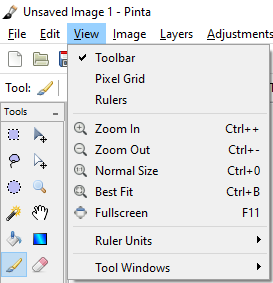 Unsaved Image 1 - Pinta
File Edit View Image Layers Adjustments
Tool:
Tools
Toolbar
Pixel Grid
Rulers
Zoom In Ctrl++
Zoom Out Ctrl+-
Normal Size Ctrl+0
Best Fit Ctrl+B
Fullscreen F11
Ruler Units
Tool Windows